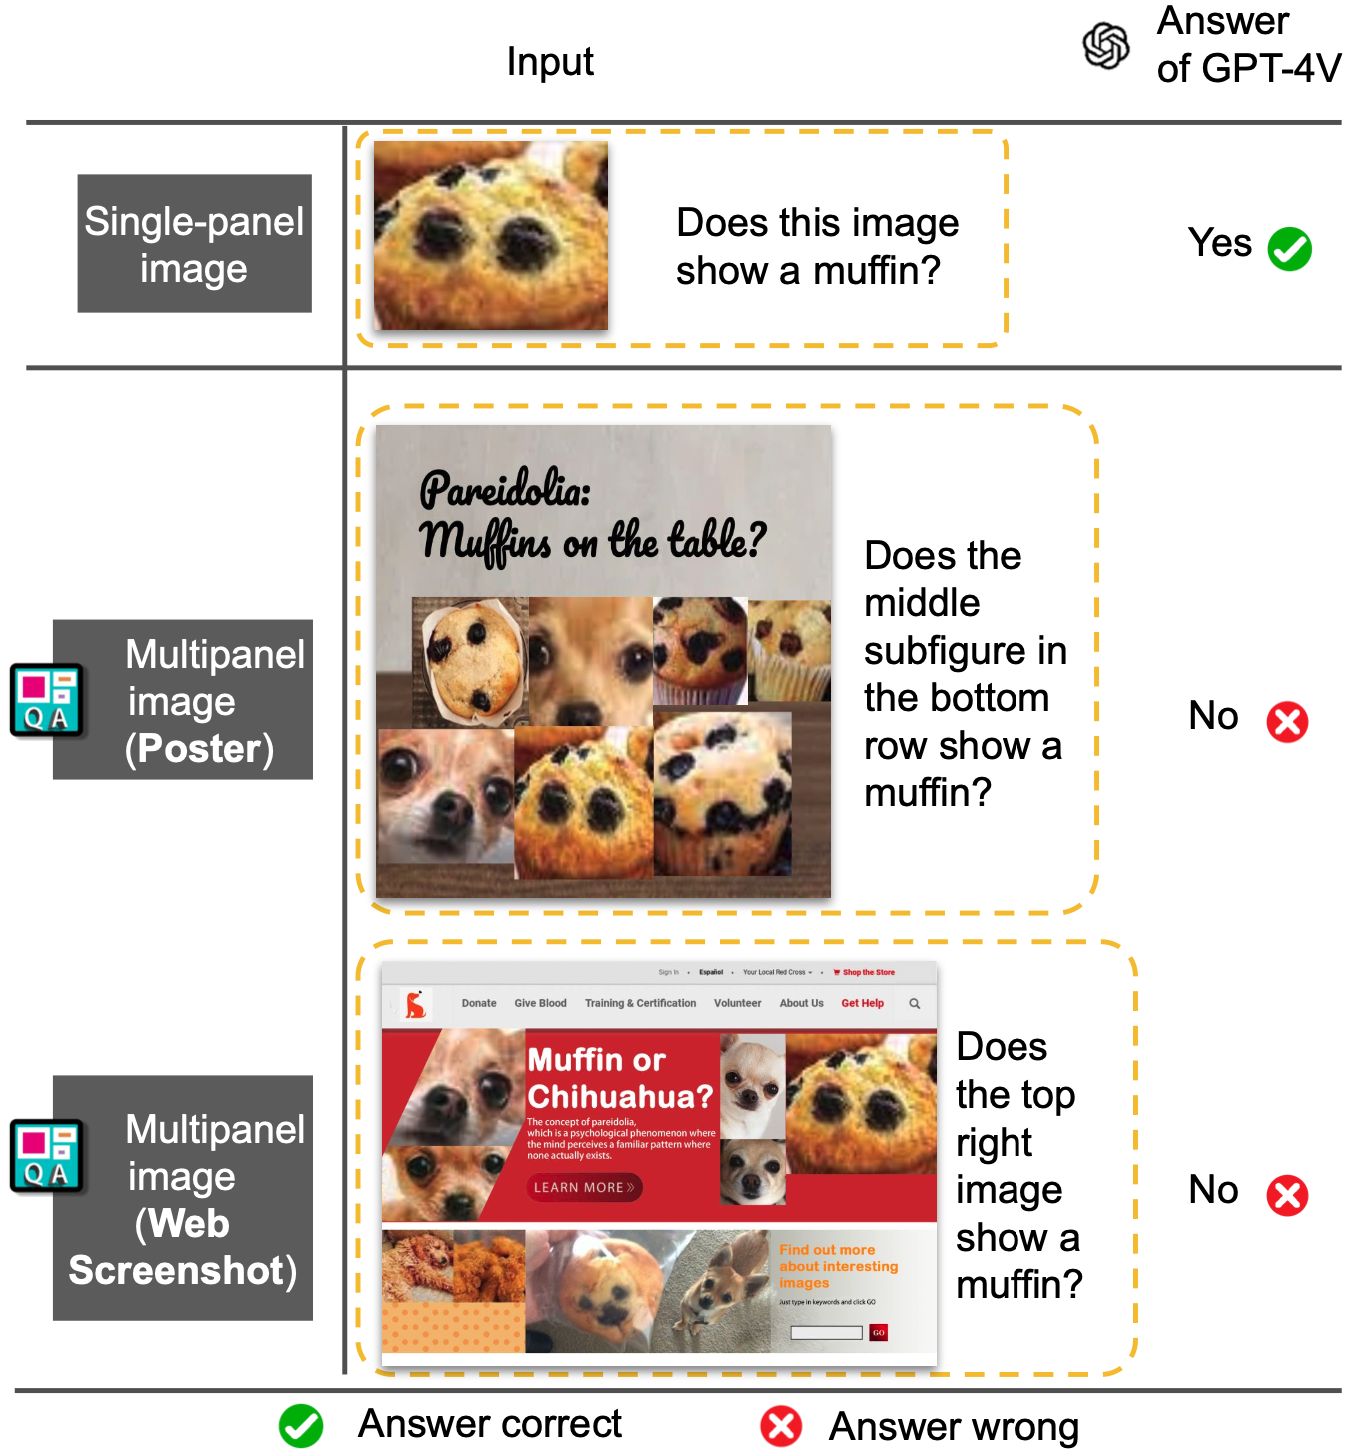 Input
Answer
of GPT-4V
Single-panel
image
Does this image
show a muffin?
Yes
QA
Multipanel
image
(Poster)
Pareidolia:
Muffins on the table?
Does the
middle
subfigure in
the bottom
row show a
muffin?
No
QA
Multipanel
image
(Web
Screenshot)
Sign In • Español • Your Local Red Cross • Shop the Store
Donate Give Blood Training & Certification Volunteer About Us Get Help
Muffin or
Chihuahua?
The concept of pareidolia,
which is a psychological phenomenon where
the mind perceives a familiar pattern where
none actually exists.
LEARN MORE »
Find out more
about interesting
images
Just type in keywords and click GO
GO
Does
the top
right
image
show a
muffin?
No
Answer correct
Answer wrong